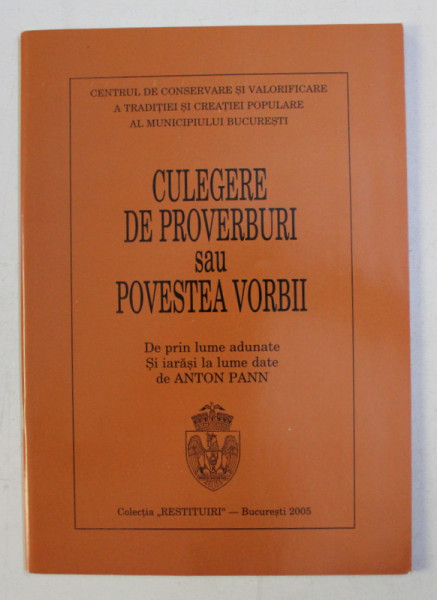 CENTRUL DE CONSERVARE ȘI VALORIFICARE
A TRADIȚIEI ȘI CREAȚIEI POPULARE
AL MUNICIPIULUI BUCUREȘTI
CULEGERE
DE PROVERBURI
sau
POVESTEA VORBII
De prin lume adunate
Și iarăși la lume date
de ANTON PANN
Colecția „RESTITUIRI" — București 2005